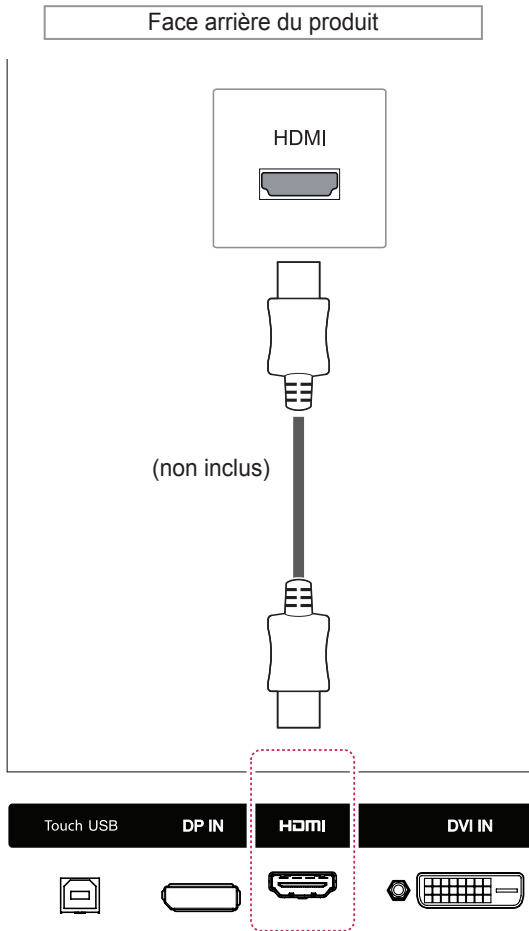 Face arrière du produit
HDMI
(non inclus)
Touch USB DP IN HDMI DVI IN